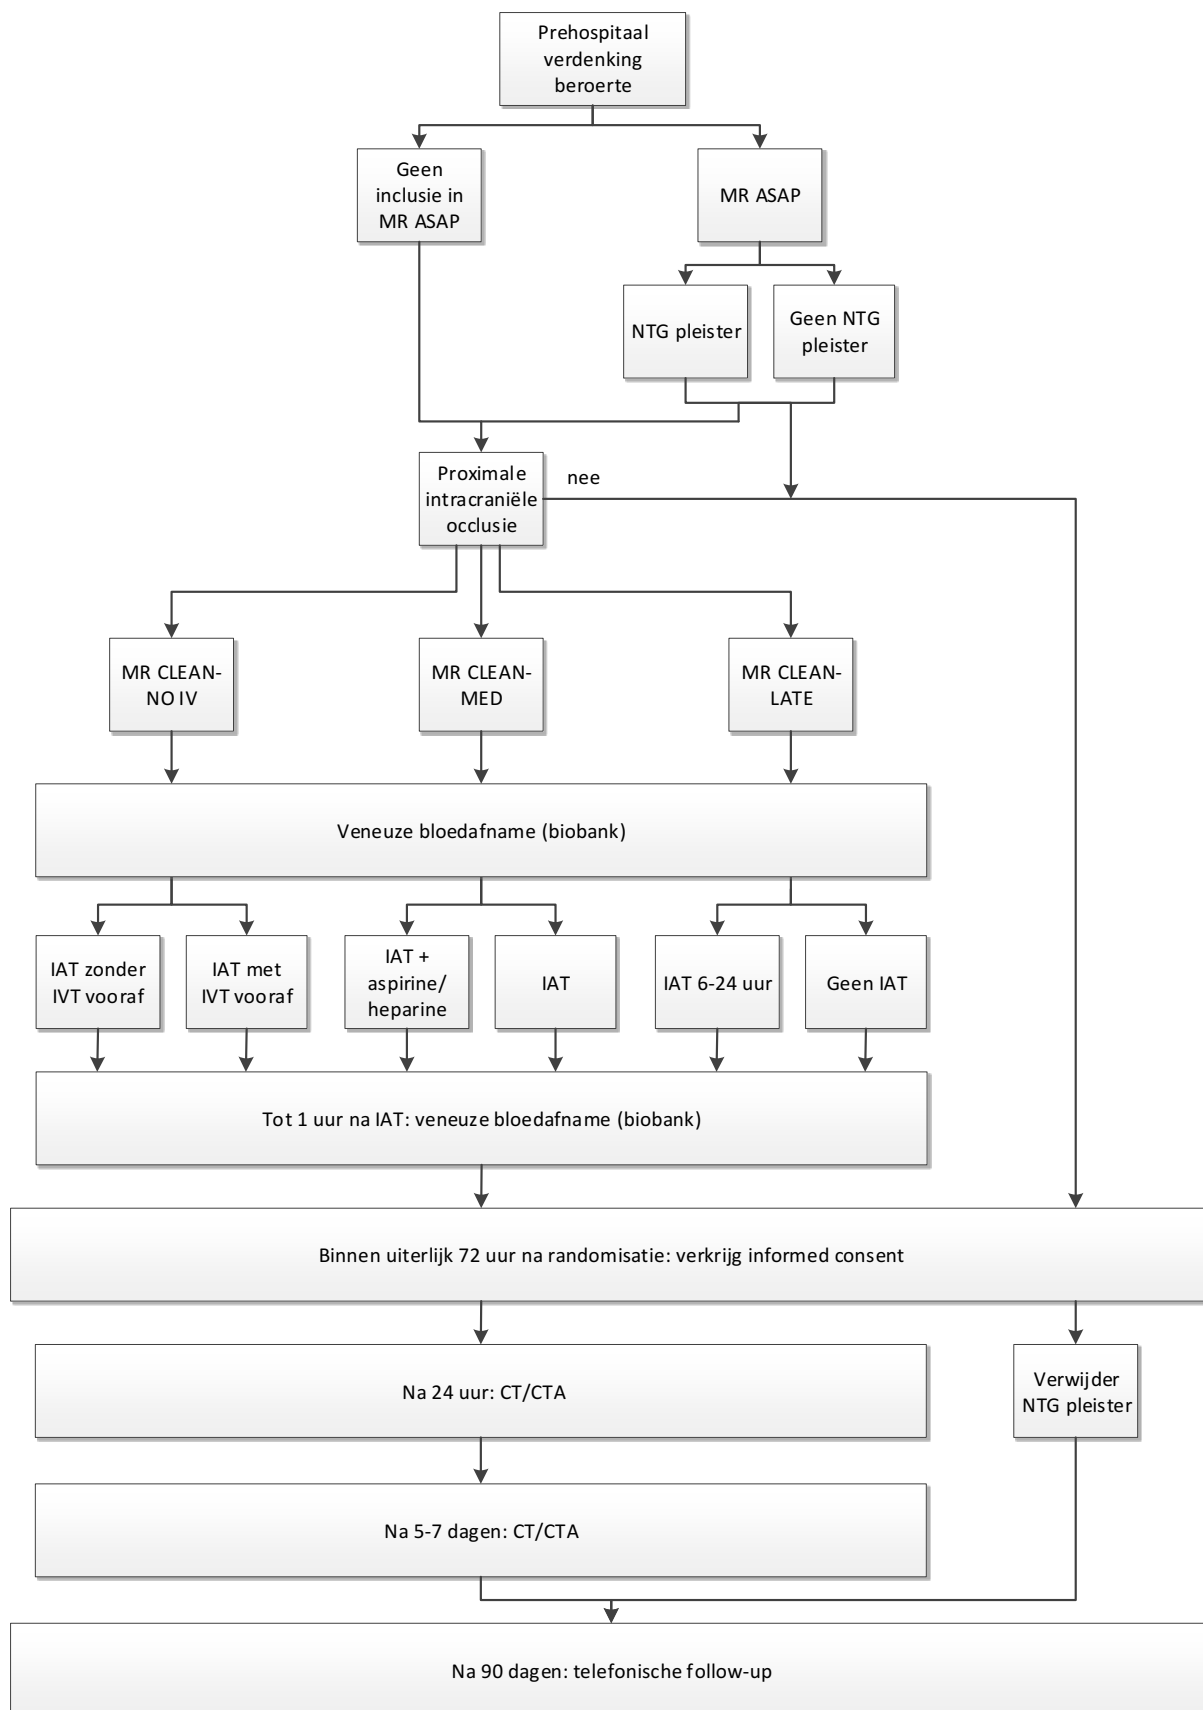 Prehospitaal
verdenking
beroerte
Geen
inclusie in
MR ASAP
MR ASAP
NTG pleister
Geen NTG
pleister
Proximale
intracraniële
occlusie
nee
MR CLEAN-
NO IV
MR CLEAN-
MED
MR CLEAN-
LATE
Veneuze bloedafname (biobank)
IAT zonder
IVT vooraf
IAT met
IVT vooraf
IAT +
aspirine/
heparine
IAT
IAT 6-24 uur
Geen IAT
Tot 1 uur na IAT: veneuze bloedafname (biobank)
Binnen uiterlijk 72 uur na randomisatie: verkrijg informed consent
Na 24 uur: CT/CTA
Verwijder
NTG pleister
Na 5-7 dagen: CT/CTA
Na 90 dagen: telefonische follow-up